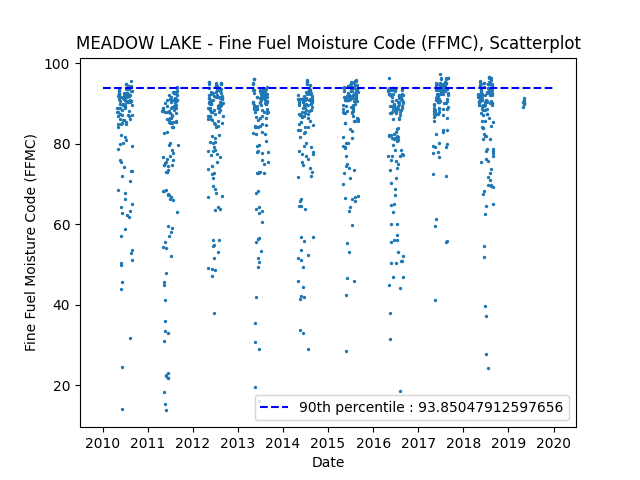 MEADOW LAKE - Fine Fuel Moisture Code (FFMC), Scatterplot
100
80
60
40
20
Fine Fuel Moisture Code (FFMC)
90th percentile : 93.85047912597656
2010 2011 2012 2013 2014 2015 2016 2017 2018 2019 2020
Date